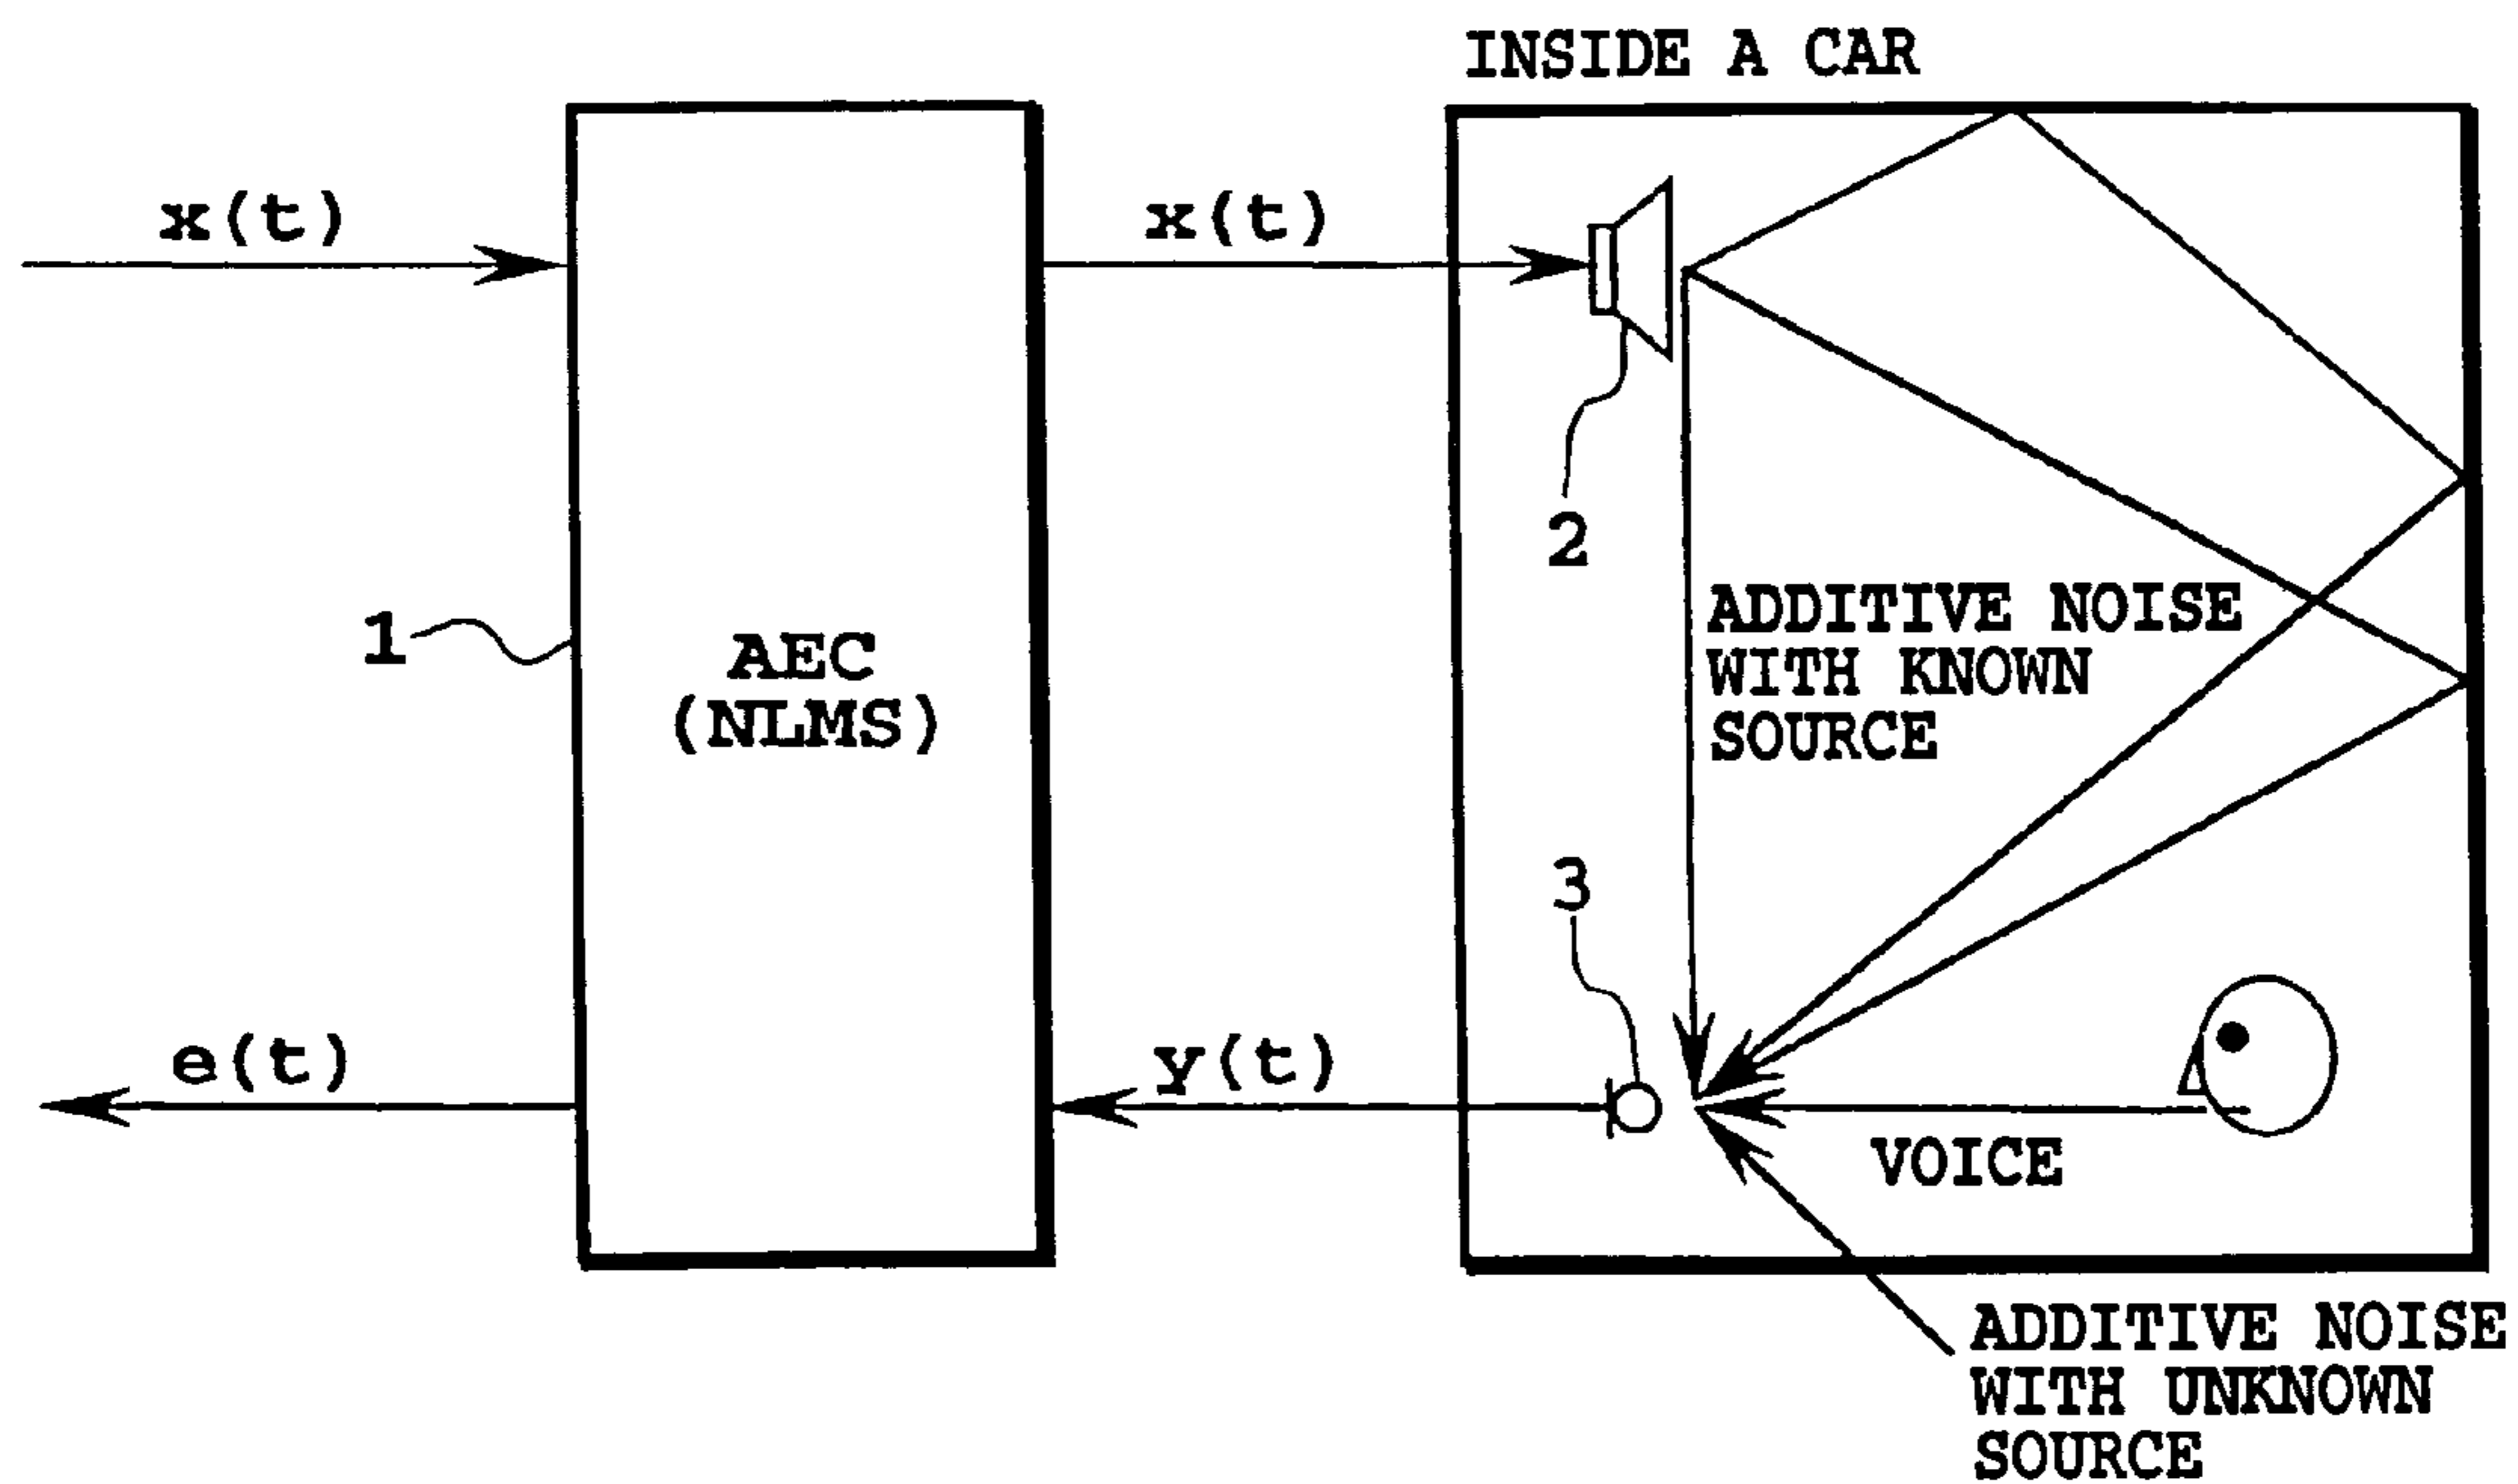 INSIDE A CAR
x(t)
x(t)
2
1
AEC
(NLMS)
ADDITIVE NOISE
WITH KNOWN
SOURCE
3
e(t)
y(t)
VOICE
ADDITIVE NOISE
WITH UNKNOWN
SOURCE